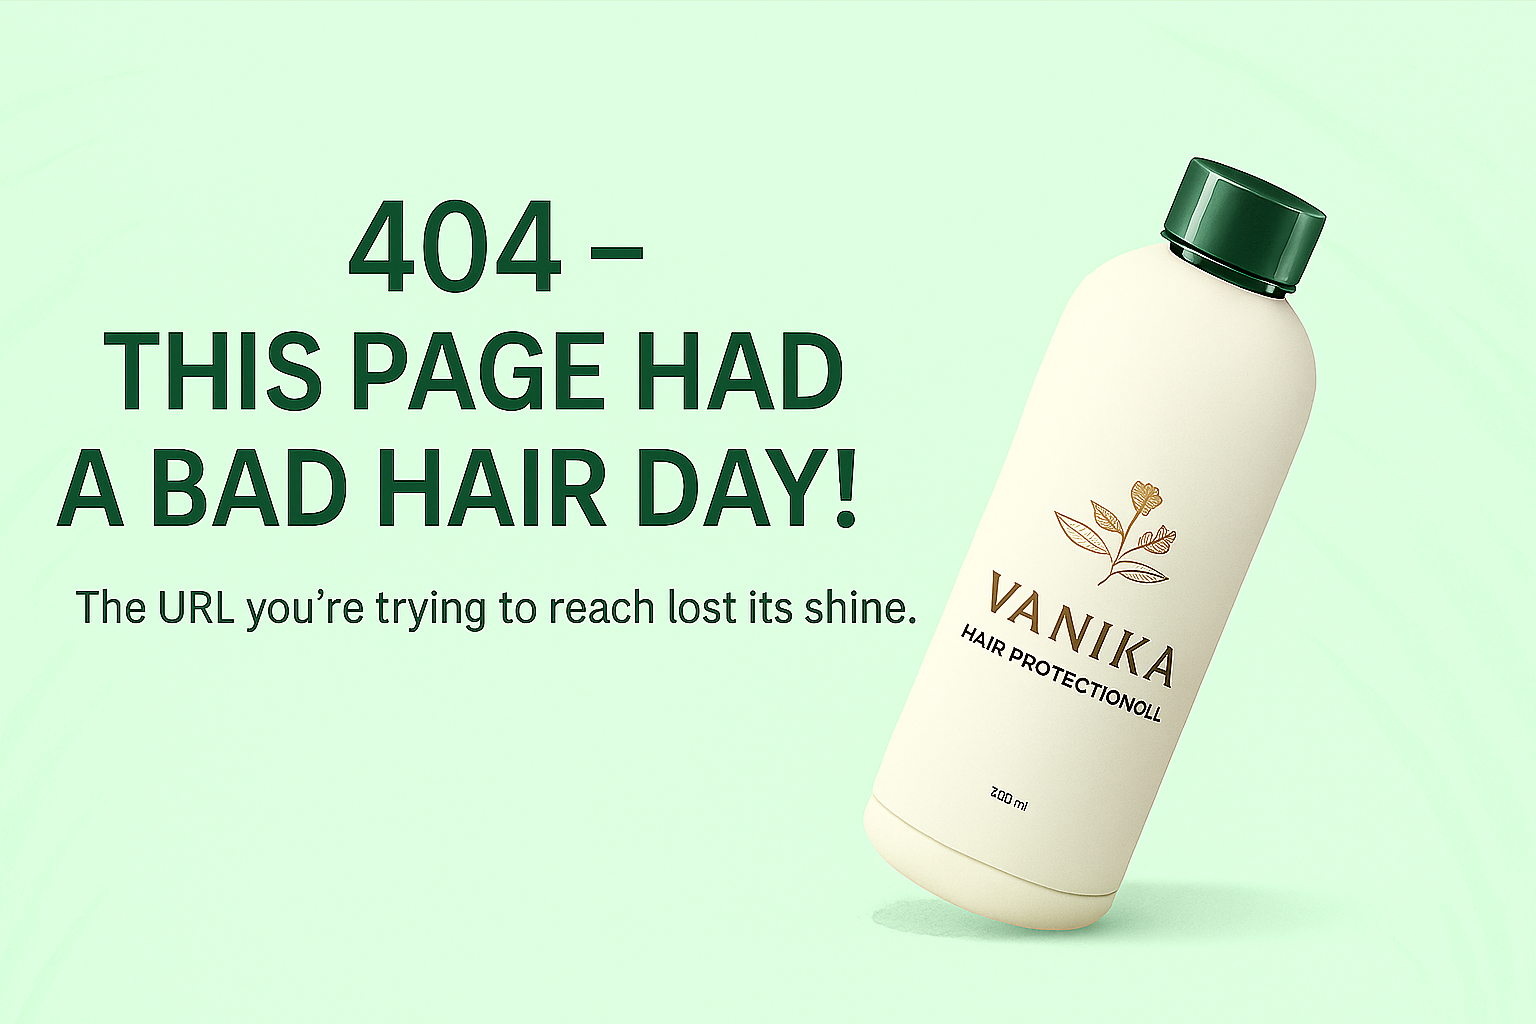 404 –
THIS PAGE HAD
A BAD HAIR DAY!
The URL you’re trying to reach lost its shine.
VANIKA
HAIR PROTECTIONOLL
200 ml